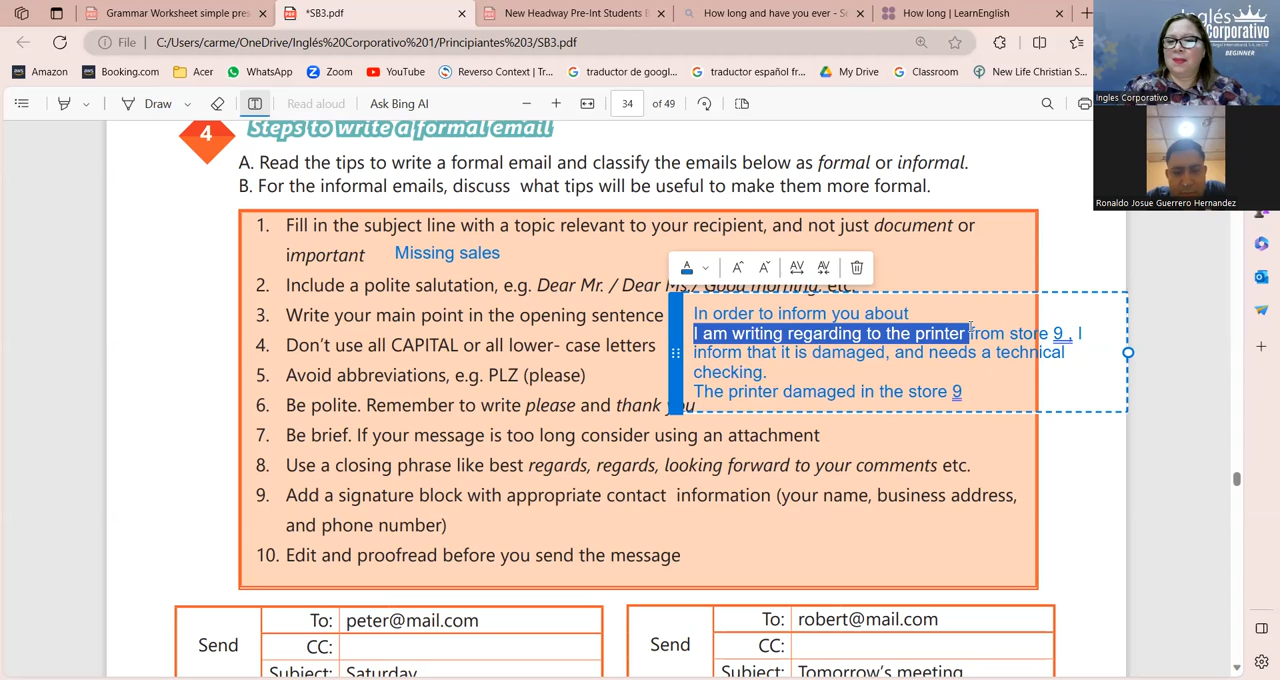 Grammar Worksheet simple pres
*SB3.pdf
New Headway Pre-Int Students B
How long and have you ever - Se
How long | LearnEnglish
File
C:/Users/carme/OneDrive/Inglés%20Corporativo%201/Principiantes%203/SB3.pdf
Amazon
Booking.com
Acer
WhatsApp
Zoom
YouTube
Reverso Context | Tr...
traductor de googl...
traductor español fr...
My Drive
Classroom
New Life Christian S...
Draw
Read aloud
Ask Bing AI
34
of 49
Inglés
Corporativo
BEGINNER
Ingles Corporativo
Ronaldo Josue Guerrero Hernandez
4
Steps to write a formal email
A. Read the tips to write a formal email and classify the emails below as formal or informal.
B. For the informal emails, discuss what tips will be useful to make them more formal.
1. Fill in the subject line with a topic relevant to your recipient, and not just document or
important
Missing sales
2. Include a polite salutation, e.g. Dear Mr. / Dear Ms./ Good morning, etc.
3. Write your main point in the opening sentence
4. Don't use all CAPITAL or all lower- case letters
5. Avoid abbreviations, e.g. PLZ (please)
6. Be polite. Remember to write please and thank you
7. Be brief. If your message is too long consider using an attachment
8. Use a closing phrase like best regards, regards, looking forward to your comments etc.
9. Add a signature block with appropriate contact information (your name, business address,
and phone number)
10. Edit and proofread before you send the message
In order to inform you about
I am writing regarding to the printer from store 9 , I
inform that it is damaged, and needs a technical
checking.
The printer damaged in the store 9
Send
To: peter@mail.com
CC:
Subject: Saturday
Send
To: robert@mail.com
CC:
Subject: Tomorrow's meeting